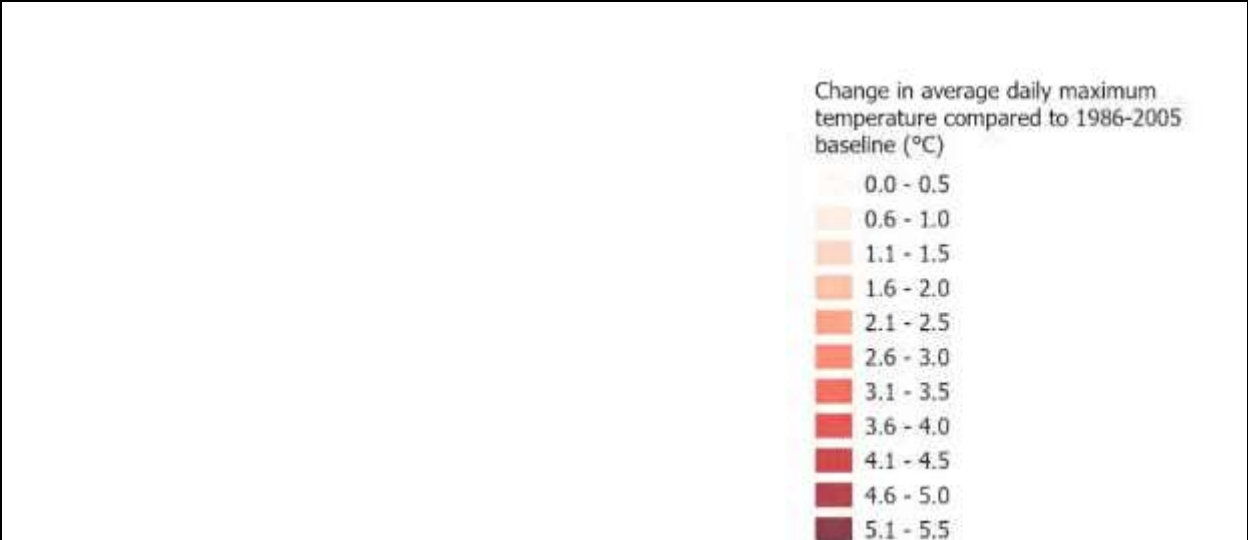 Change in average daily maximum
temperature compared to 1986-2005
baseline (°C)
0.0 - 0.5
0.6 - 1.0
1.1 - 1.5
1.6 - 2.0
2.1 - 2.5
2.6 - 3.0
3.1 - 3.5
3.6 - 4.0
4.1 - 4.5
4.6 - 5.0
5.1 - 5.5